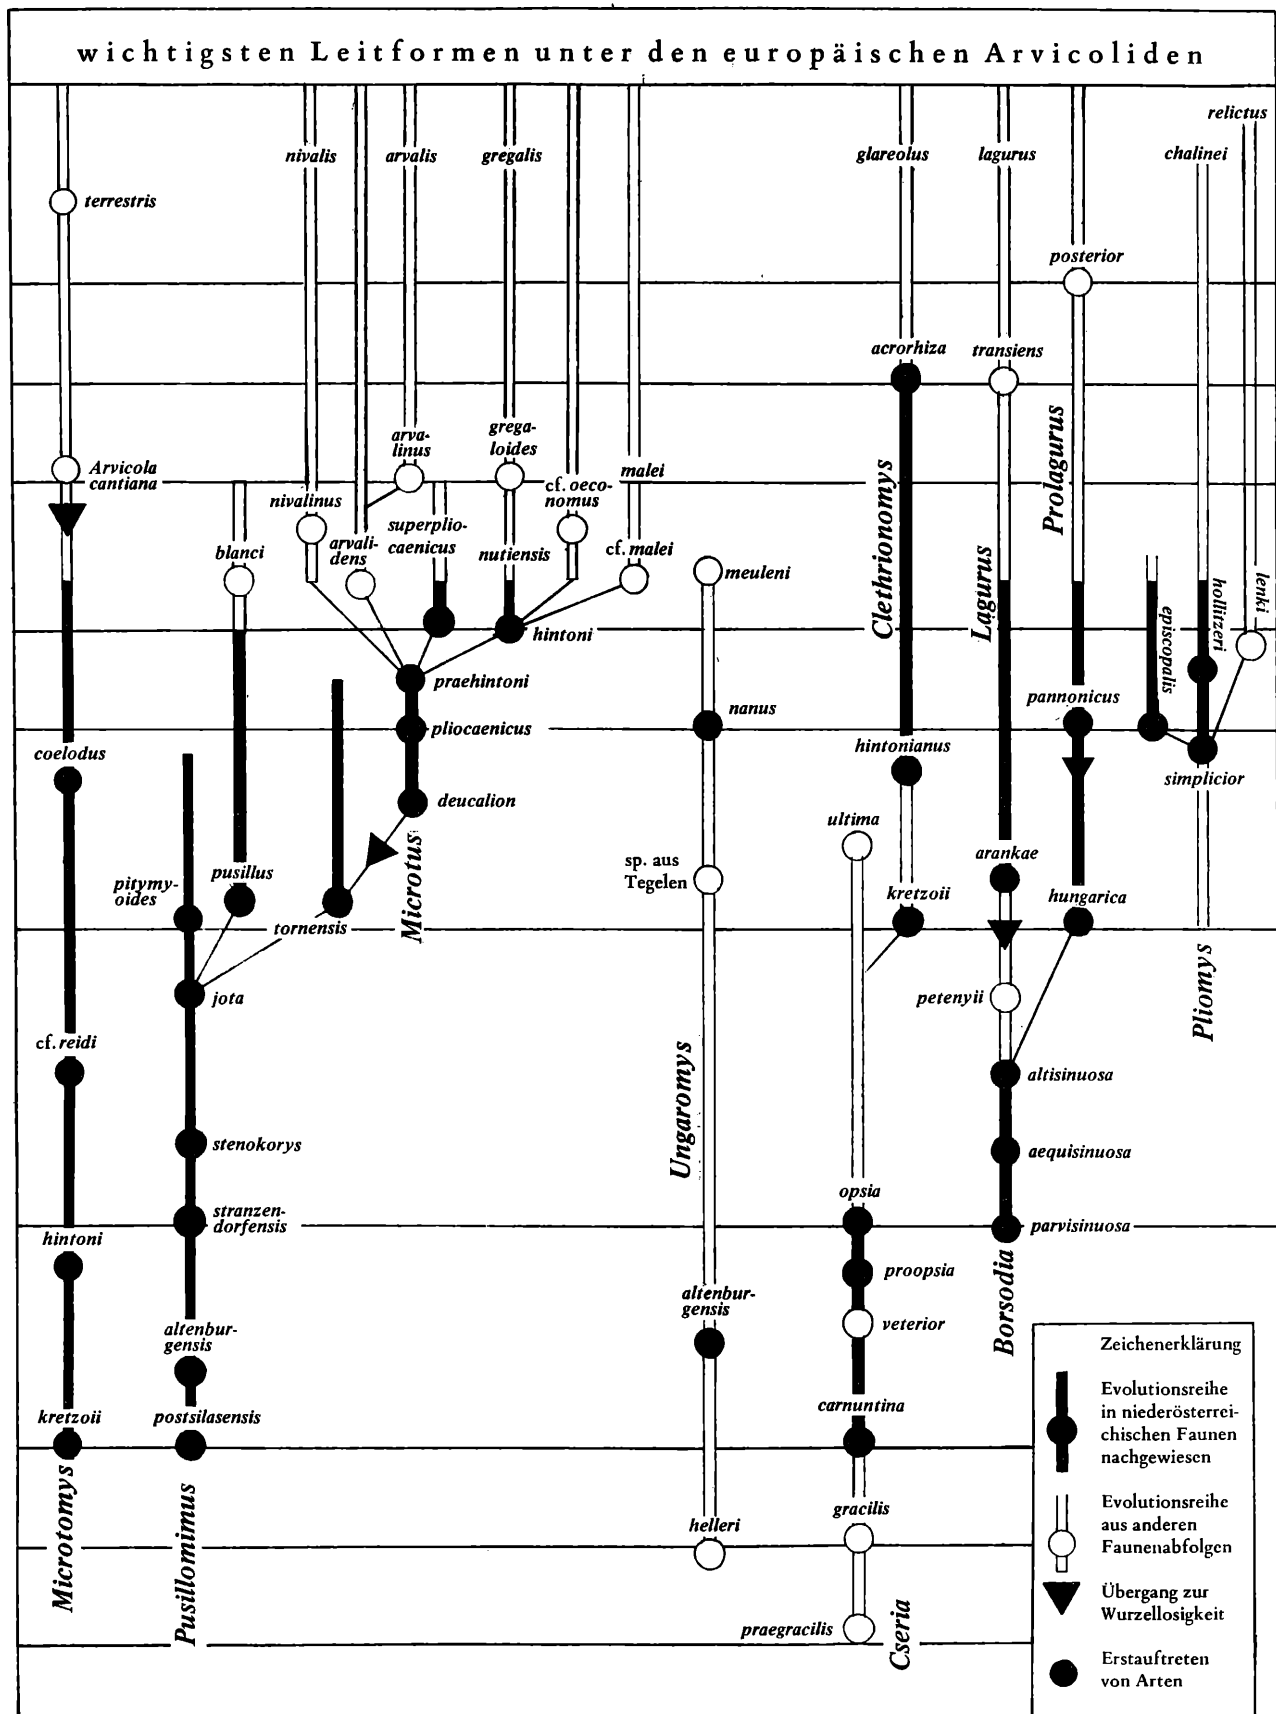 wichtigsten Leitformen unter den europäischen Arvicoliden
relictus
nivalis
arvalis
gregalis
glareolus
lagurus
chalinei
terrestris
posterior
acrorhiza
transiens
arva-
linus
grega-
loides
Arvicola
cantiana
malei
cf. oeco-
nomus
nivalinus
superplio-
caenicus
arvali-
dens
blanci
nutiensis
cf. malei
meuleni
Clethrionomys
Lagurus
Prolagurus
episcopalis
hollitzeri
lenki
hintoni
praehintoni
pannonicus
nanus
pliocaenicus
coelodus
hintonianus
simplicior
deucalion
ultima
Microtus
sp. aus
Tegelen
arankae
pitymy-
oides
pusillus
kretzoii
hungarica
tornensis
jota
petenyii
Pliomys
cf. reidi
Ungaromys
altisinuosa
stenokorys
aequisinuosa
opsia
stranzen-
dorfensis
parvisinuosa
hintoni
proopsia
Borsodia
altenbur-
gensis
veterior
altenbur-
gensis
carnuntina
kretzoii
postsilasensis
Microtomys
Pusillomimus
gracilis
helleri
praegracilis
Cseria
Zeichenerklärung
Evolutionsreihe
in niederösterrei-
chischen Faunen
nachgewiesen
Evolutionsreihe
aus anderen
Faunenabfolgen
Übergang zur
Wurzellosigkeit
Erstauftreten
von Arten